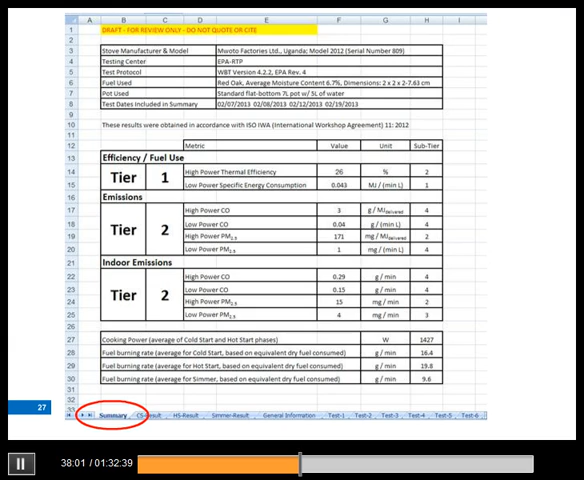 A B C D E F G H I
1 DRAFT - FOR REVIEW ONLY - DO NOT QUOTE OR CITE
2
3 Stove Manufacturer & Model Mwoto Factories Ltd., Uganda; Model 2012 (Serial Number 809)
4 Testing Center EPA-RTP
5 Test Protocol WBT Version 4.2.2, EPA Rev. 4
6 Fuel Used Red Oak, Average Moisture Content 6.7%, Dimensions: 2 x 2 x 2-7.63 cm
7 Pot Used Standard flat-bottom 7L pot w/ 5L of water
8 Test Dates Included in Summary 02/07/2013 02/08/2013 02/12/2013 02/19/2013
9
10 These results were obtained in accordance with ISO IWA (International Workshop Agreement) 11: 2012
12 Metric Value Unit Sub-Tier
13 Efficiency / Fuel Use
14 Tier 1 High Power Thermal Efficiency 26 % 2
15 Low Power Specific Energy Consumption 0.043 MJ / (min L) 1
16 Emissions
17 High Power CO 3 g / MJdelivered 4
18 Tier 2 Low Power CO 0.04 g / (min L) 4
19 High Power PM2.5 171 mg / MJdelivered 2
20 Low Power PM2.5 1 mg / (min L) 4
21 Indoor Emissions
22 High Power CO 0.29 g / min 4
23 Tier 2 Low Power CO 0.15 g / min 4
24 High Power PM2.5 15 mg / min 2
25 Low Power PM2.5 4 mg / min 3
26
27 Cooking Power (average of Cold Start and Hot Start phases) W 1427
28 Fuel burning rate (average for Cold Start, based on equivalent dry fuel consumed) g / min 16.4
29 Fuel burning rate (average for Hot Start, based on equivalent dry fuel consumed) g / min 19.8
30 Fuel burning rate (average for Simmer, based on equivalent dry fuel consumed) g / min 9.6
31
32
33
Summary CS-Result HS-Result Simmer-Result General Information Test-1 Test-2 Test-3 Test-4 Test-5 Test-6
27
38:01 / 01:32:39